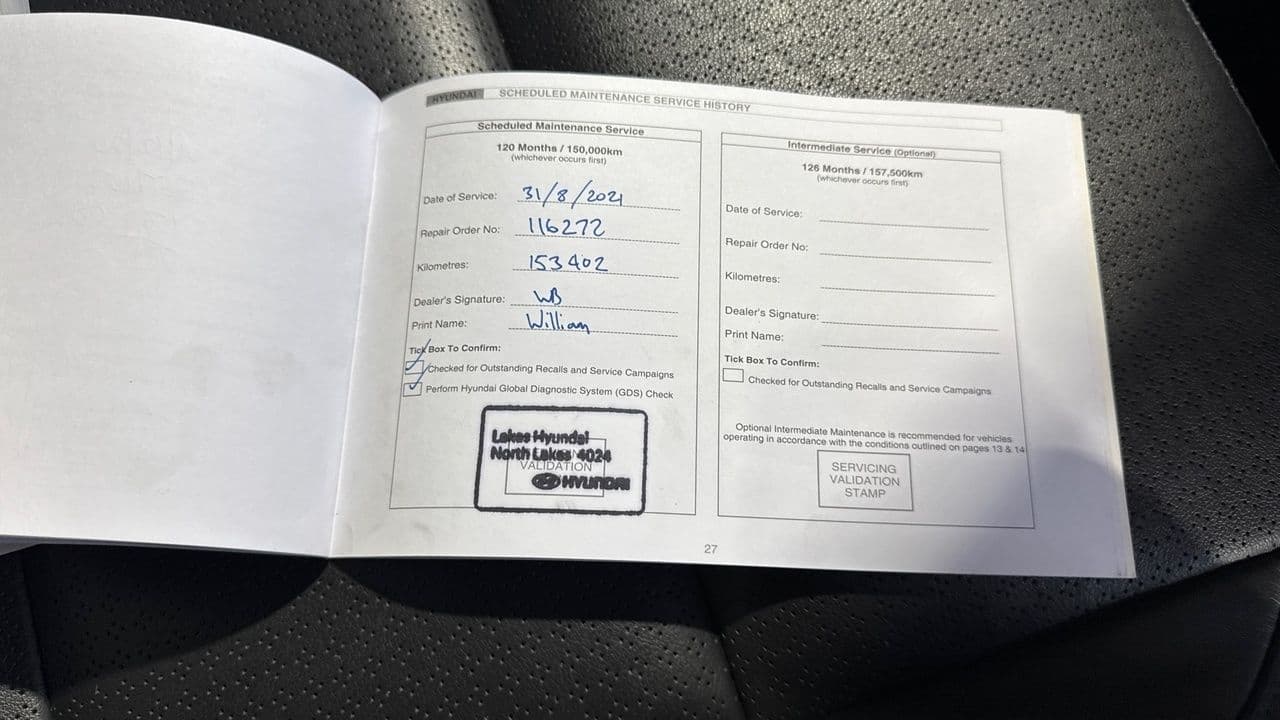 HYUNDAI SCHEDULED MAINTENANCE SERVICE HISTORY
Scheduled Maintenance Service
120 Months / 150,000km
(whichever occurs first)
Date of Service: 31/8/2021
Repair Order No: 116272
Kilometres: 153402
Dealer's Signature: WB
Print Name: William
Tick Box To Confirm:
Checked for Outstanding Recalls and Service Campaigns
Perform Hyundai Global Diagnostic System (GDS) Check
Lakes Hyundai
North Lakes 4024
VALIDATION
HYUNDAI
Intermediate Service (Optional)
126 Months / 157,500km
(whichever occurs first)
Date of Service:
Repair Order No:
Kilometres:
Dealer's Signature:
Print Name:
Tick Box To Confirm:
Checked for Outstanding Recalls and Service Campaigns
Optional Intermediate Maintenance is recommended for vehicles
operating in accordance with the conditions outlined on pages 13 & 14
SERVICING
VALIDATION
STAMP
27